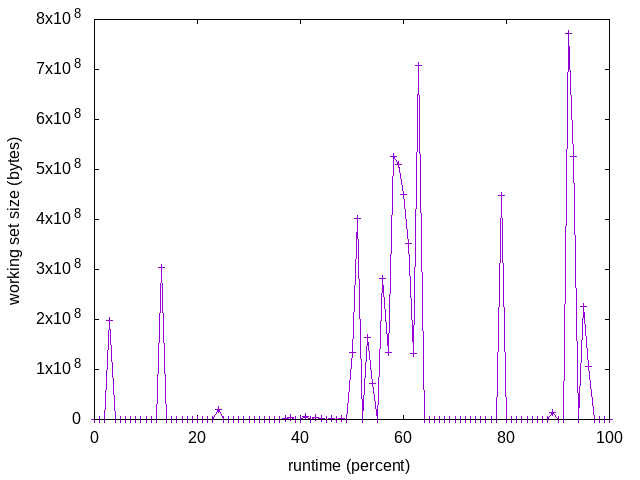 8x10^8
7x10^8
6x10^8
5x10^8
4x10^8
3x10^8
2x10^8
1x10^8
0
0 20 40 60 80 100
working set size (bytes)
runtime (percent)